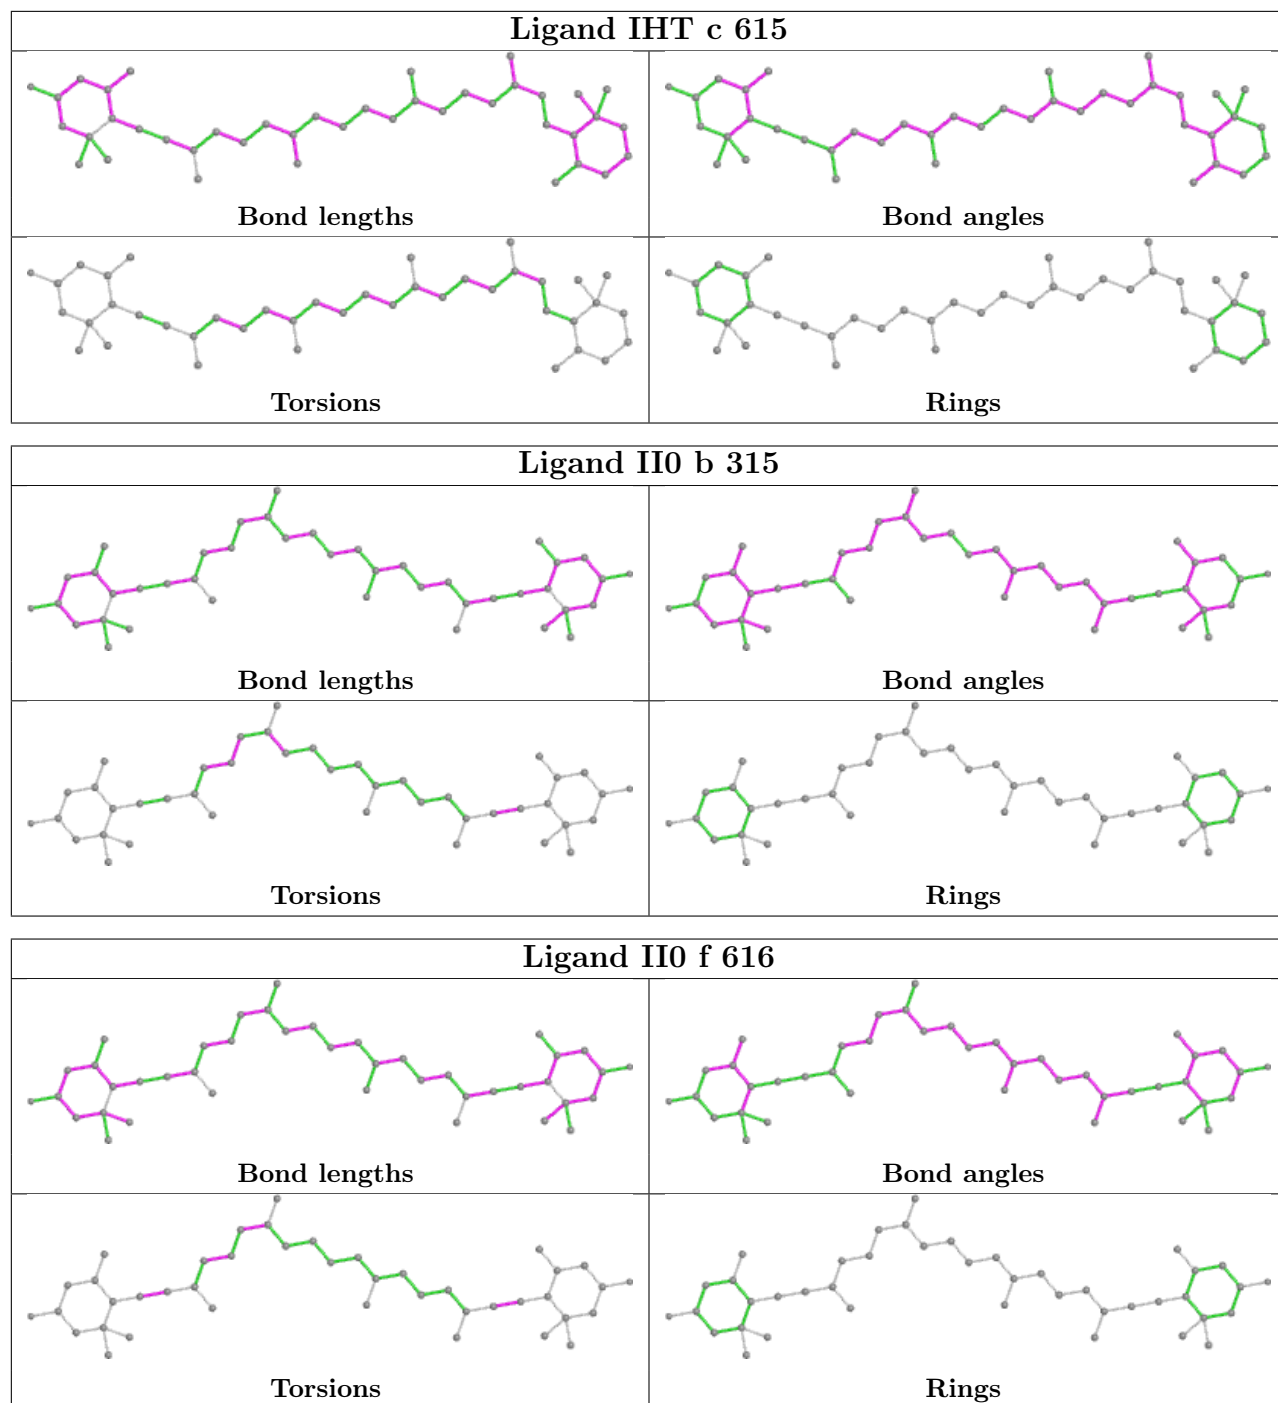 Ligand IHT c 615
Bond lengths
Bond angles
Torsions
Rings
Ligand II0 b 315
Bond lengths
Bond angles
Torsions
Rings
Ligand II0 f 616
Bond lengths
Bond angles
Torsions
Rings